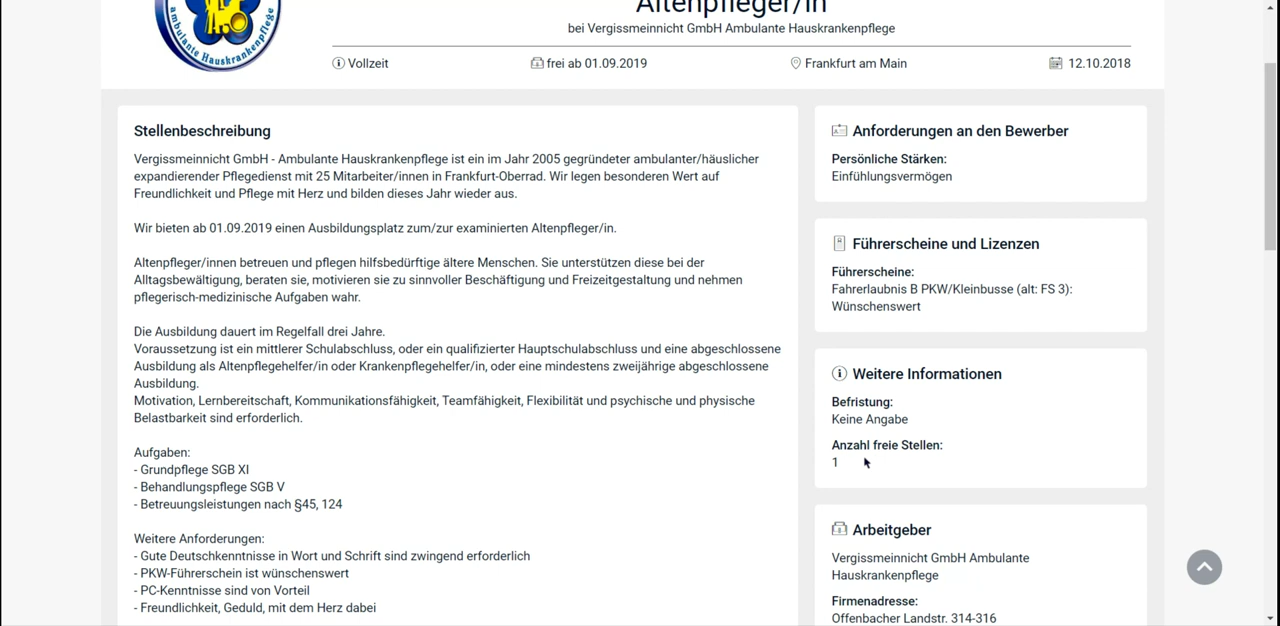 Altenpfleger/in
bei Vergissmeinnicht GmbH Ambulante Hauskrankenpflege
ambulante Hauskrankenpflege
Vollzeit
frei ab 01.09.2019
Frankfurt am Main
12.10.2018
Stellenbeschreibung
Vergissmeinnicht GmbH - Ambulante Hauskrankenpflege ist ein im Jahr 2005 gegründeter ambulanter/häuslicher
expandierender Pflegedienst mit 25 Mitarbeiter/innen in Frankfurt-Oberrad. Wir legen besonderen Wert auf
Freundlichkeit und Pflege mit Herz und bilden dieses Jahr wieder aus.
Wir bieten ab 01.09.2019 einen Ausbildungsplatz zum/zur examinierten Altenpfleger/in.
Altenpfleger/innen betreuen und pflegen hilfsbedürftige ältere Menschen. Sie unterstützen diese bei der
Alltagsbewältigung, beraten sie, motivieren sie zu sinnvoller Beschäftigung und Freizeitgestaltung und nehmen
pflegerisch-medizinische Aufgaben wahr.
Die Ausbildung dauert im Regelfall drei Jahre.
Voraussetzung ist ein mittlerer Schulabschluss, oder ein qualifizierter Hauptschulabschluss und eine abgeschlossene
Ausbildung als Altenpflegehelfer/in oder Krankenpflegehelfer/in, oder eine mindestens zweijährige abgeschlossene
Ausbildung.
Motivation, Lernbereitschaft, Kommunikationsfähigkeit, Teamfähigkeit, Flexibilität und psychische und physische
Belastbarkeit sind erforderlich.
Aufgaben:
- Grundpflege SGB XI
- Behandlungspflege SGB V
- Betreuungsleistungen nach §45, 124
Weitere Anforderungen:
- Gute Deutschkenntnisse in Wort und Schrift sind zwingend erforderlich
- PKW-Führerschein ist wünschenswert
- PC-Kenntnisse sind von Vorteil
- Freundlichkeit, Geduld, mit dem Herz dabei
Anforderungen an den Bewerber
Persönliche Stärken:
Einfühlungsvermögen
Führerscheine und Lizenzen
Führerscheine:
Fahrerlaubnis B PKW/Kleinbusse (alt: FS 3):
Wünschenswert
Weitere Informationen
Befristung:
Keine Angabe
Anzahl freie Stellen:
1
Arbeitgeber
Vergissmeinnicht GmbH Ambulante
Hauskrankenpflege
Firmenadresse:
Offenbacher Landstr. 314-316